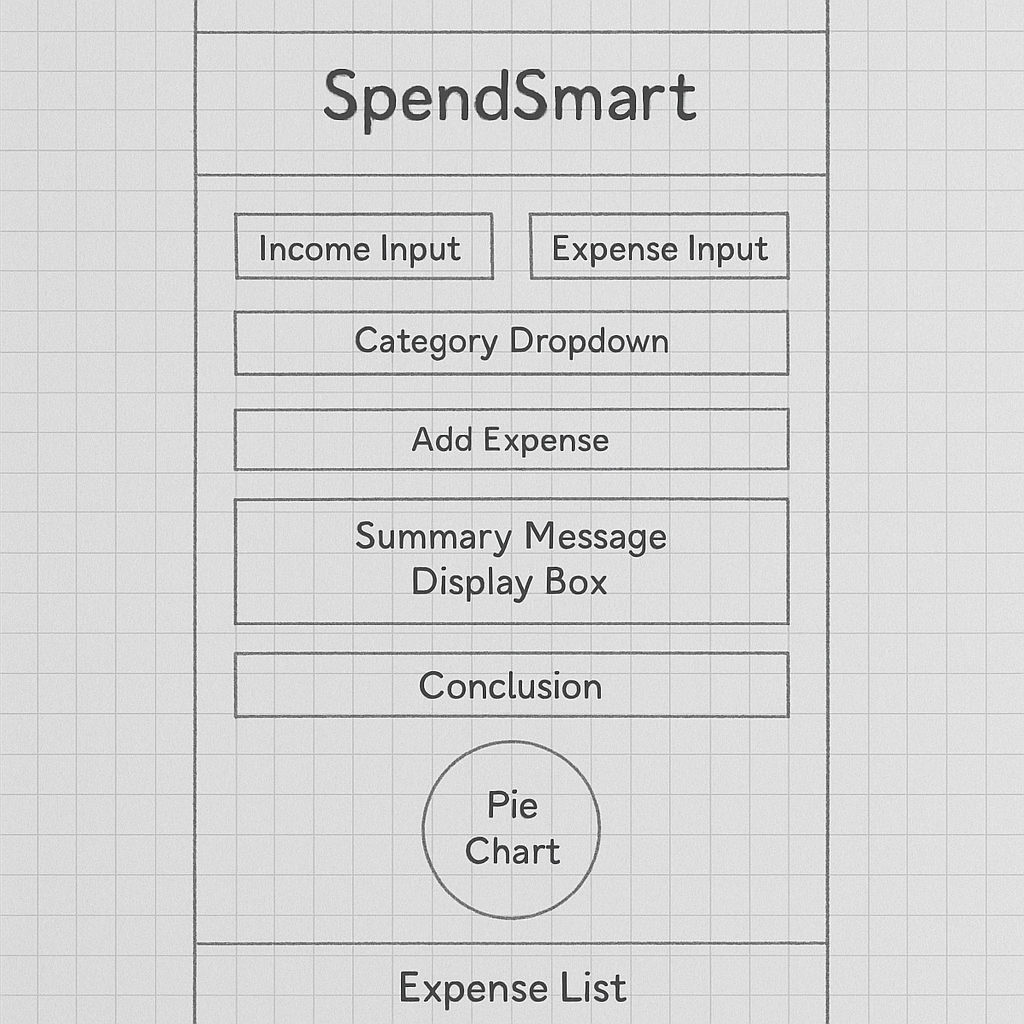 SpendSmart
Income Input
Expense Input
Category Dropdown
Add Expense
Summary Message
Display Box
Conclusion
Pie
Chart
Expense List